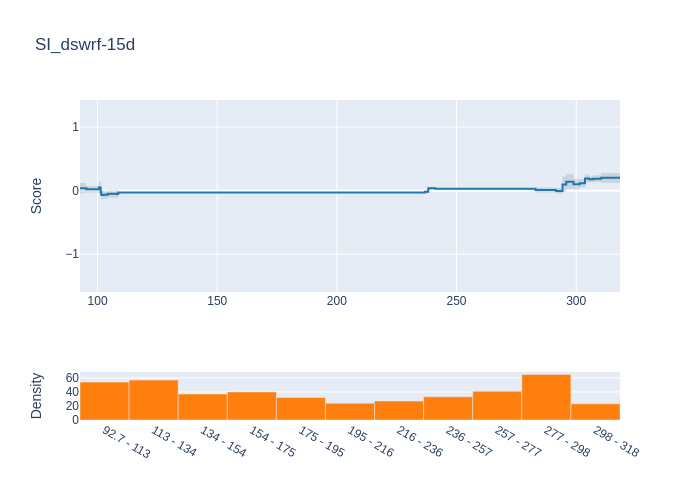 SI_dswrf-15d
Score
1
0
−1
100
150
200
250
300
Density
60
40
20
0
92.7 - 113
113 - 134
134 - 154
154 - 175
175 - 195
195 - 216
216 - 236
236 - 257
257 - 277
277 - 298
298 - 318